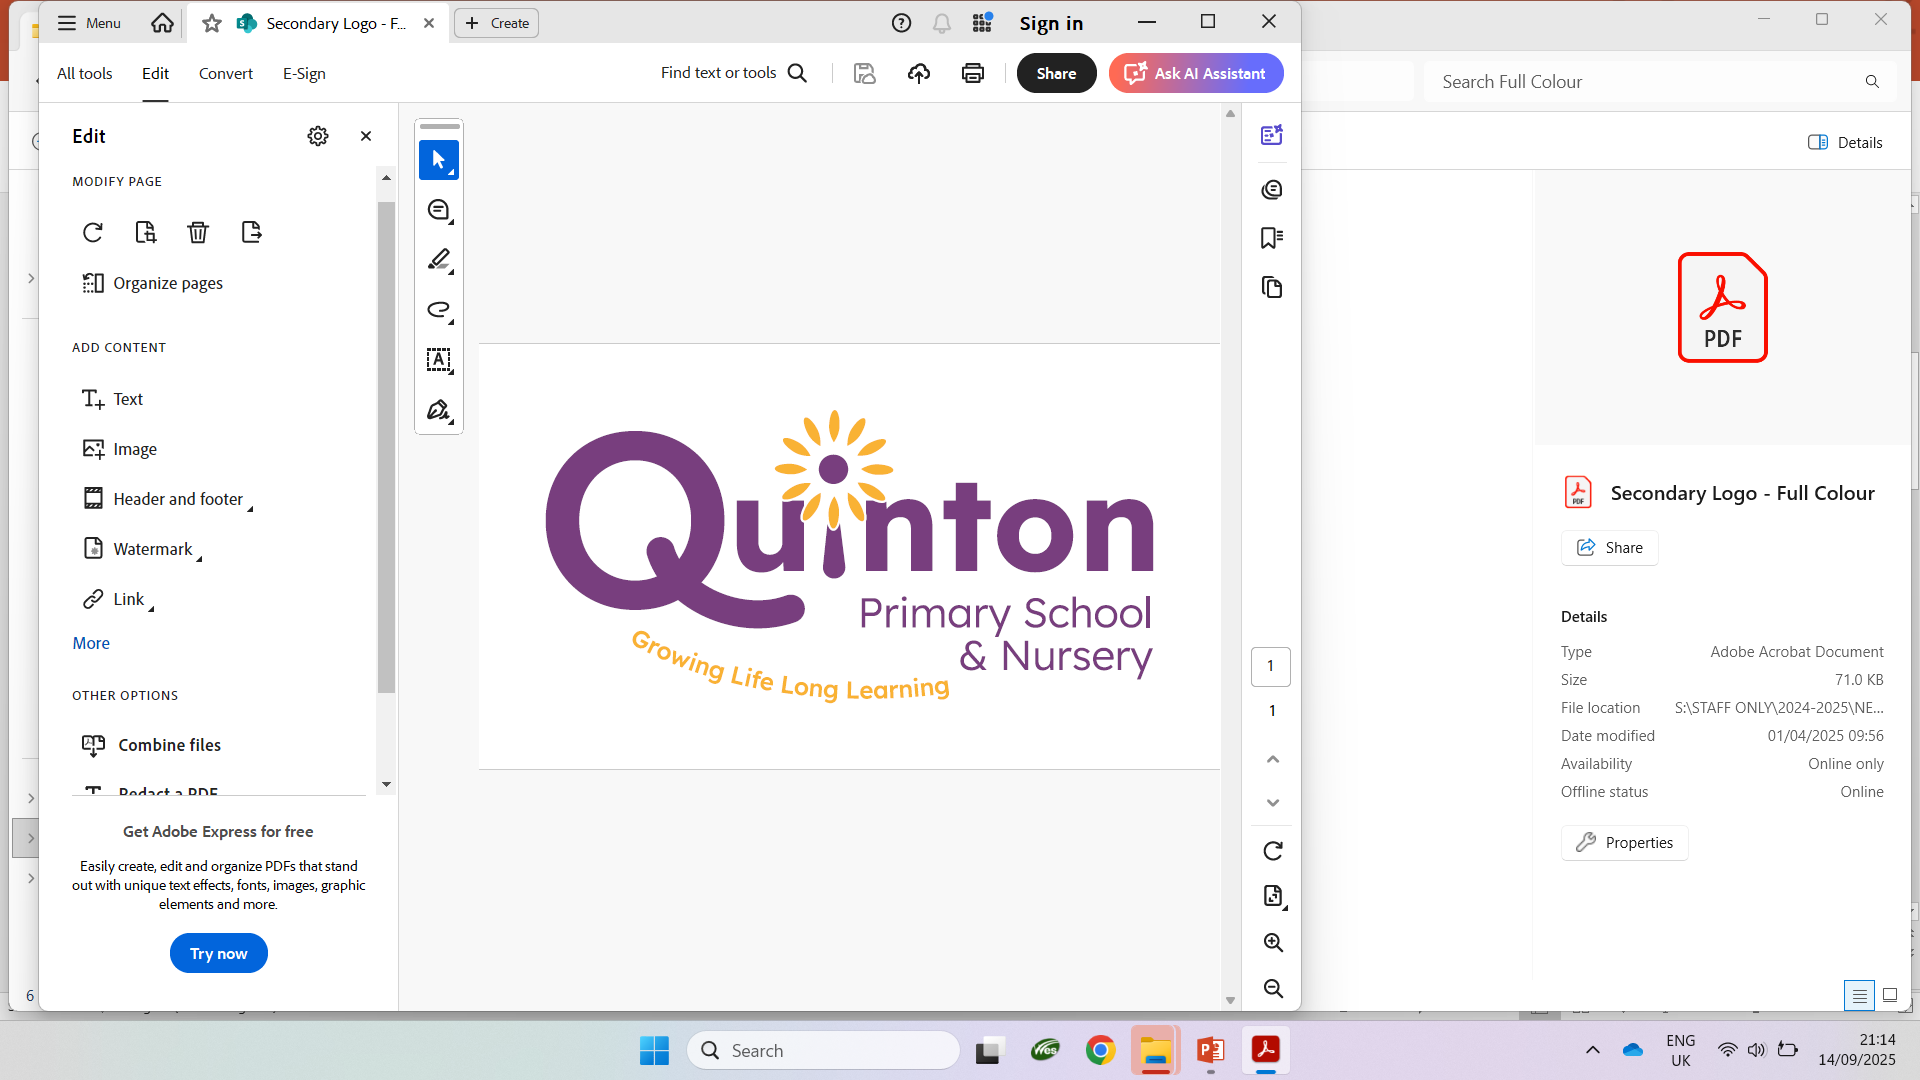 Menu
Secondary Logo - F...
Create
Sign in
All tools
Edit
Convert
E-Sign
Find text or tools
Share
Ask AI Assistant
Search Full Colour
Details
Edit
MODIFY PAGE
Organize pages
ADD CONTENT
Text
Image
Header and footer
Watermark
Link
More
OTHER OPTIONS
Combine files
Redact a PDF
Get Adobe Express for free
Easily create, edit and organize PDFs that stand
out with unique text effects, fonts, images, graphic
elements and more.
Try now
6
Quinton
Primary School
& Nursery
Growing Life Long Learning
1
1
PDF
PDF
Secondary Logo - Full Colour
Share
Details
Type Adobe Acrobat Document
Size 71.0 KB
File location S:\STAFF ONLY\2024-2025\NE...
Date modified 01/04/2025 09:56
Availability Online only
Offline status Online
Properties
Search
Wes
ENG
UK
21:14
14/09/2025